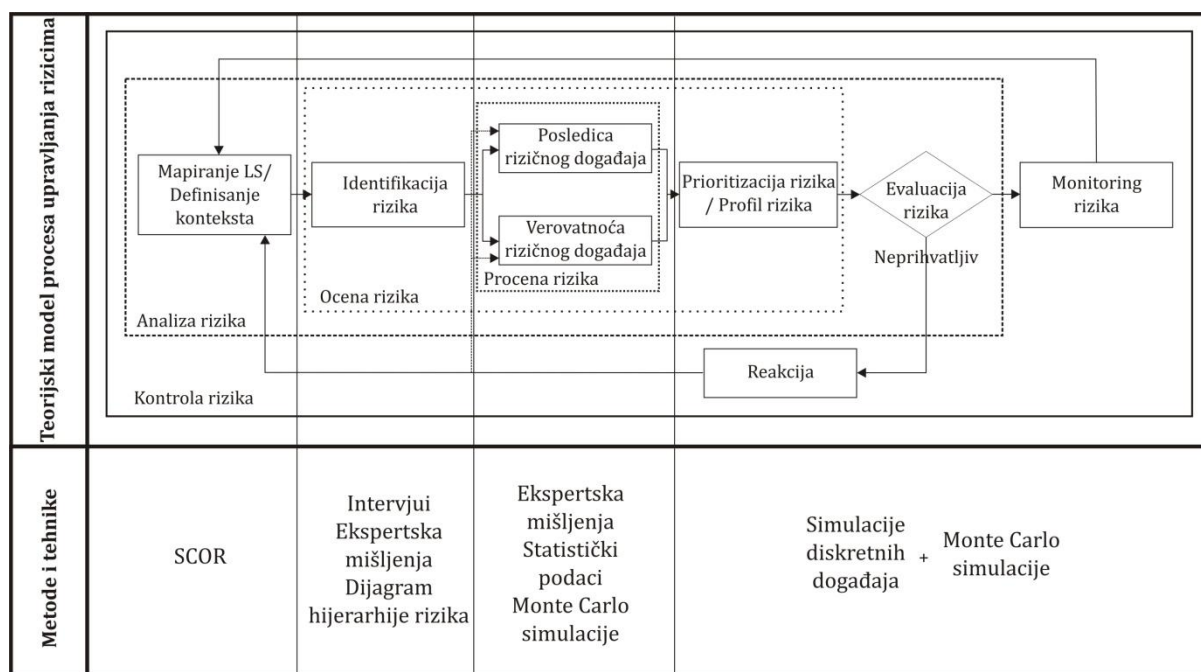 Teorijski model procesa upravljanja rizicima
Mapiranje LS/
Definisanje
konteksta
Identifikacija
rizika
Posledica
rizičnog događaja
Verovatnoća
rizičnog događaja
Procena rizika
Prioritizacija rizika
/ Profil rizika
Evaluacija
rizika
Neprihvatljiv
Monitoring
rizika
Ocena rizika
Analiza rizika
Reakcija
Kontrola rizika
Metode i tehnike
SCOR
Intervjui
Ekspertska
mišljenja
Dijagram
hijerarhije rizika
Ekspertska
mišljenja
Statistički
podaci
Monte Carlo
simulacije
Simulacije
diskretnih
događaja
+
Monte Carlo
simulacije